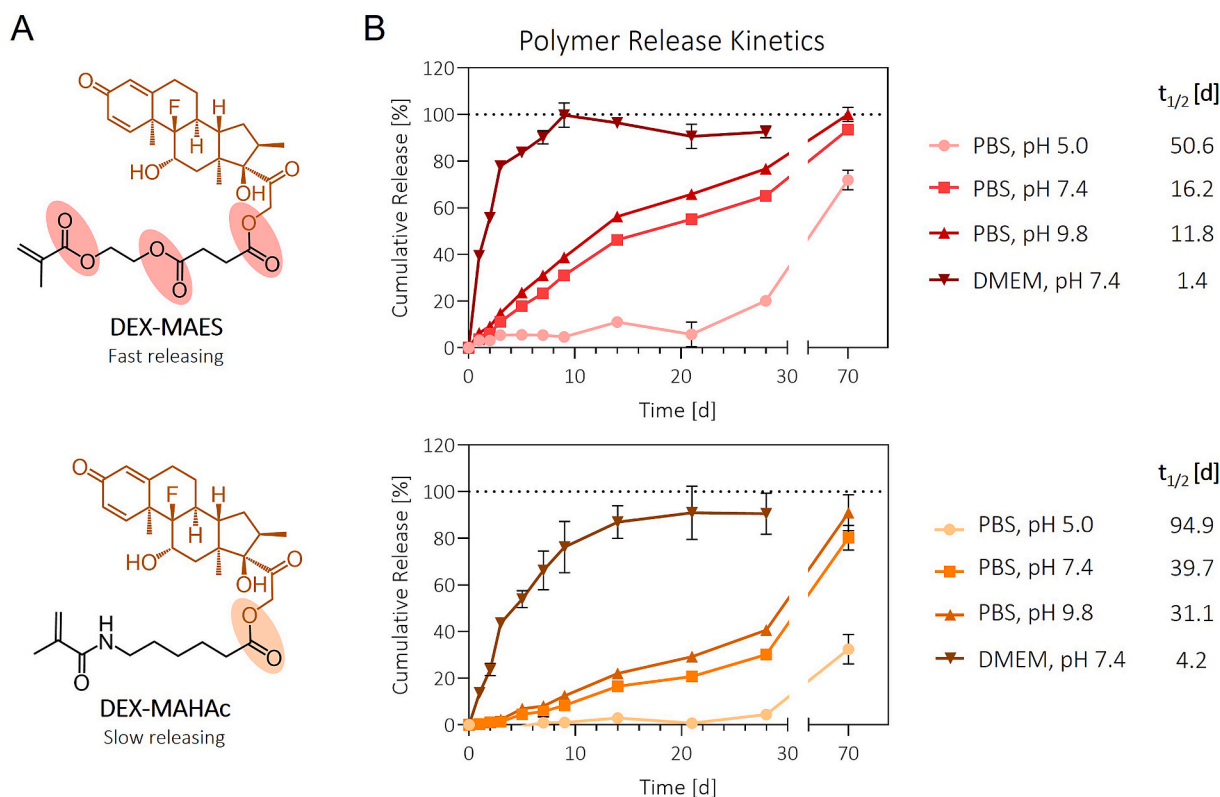 A
O
F
H
H
HO
OH
O
O
O
O
O
O
O
DEX-MAES
Fast releasing
O
F
H
H
HO
OH
O
O
H
N
O
O
DEX-MAHAc
Slow releasing
B
Polymer Release Kinetics
Cumulative Release [%]
120
100
80
60
40
20
0
0 10 20 30 70
Time [d]
t1/2 [d]
PBS, pH 5.0 50.6
PBS, pH 7.4 16.2
PBS, pH 9.8 11.8
DMEM, pH 7.4 1.4
Cumulative Release [%]
120
100
80
60
40
20
0
0 10 20 30 70
Time [d]
t1/2 [d]
PBS, pH 5.0 94.9
PBS, pH 7.4 39.7
PBS, pH 9.8 31.1
DMEM, pH 7.4 4.2